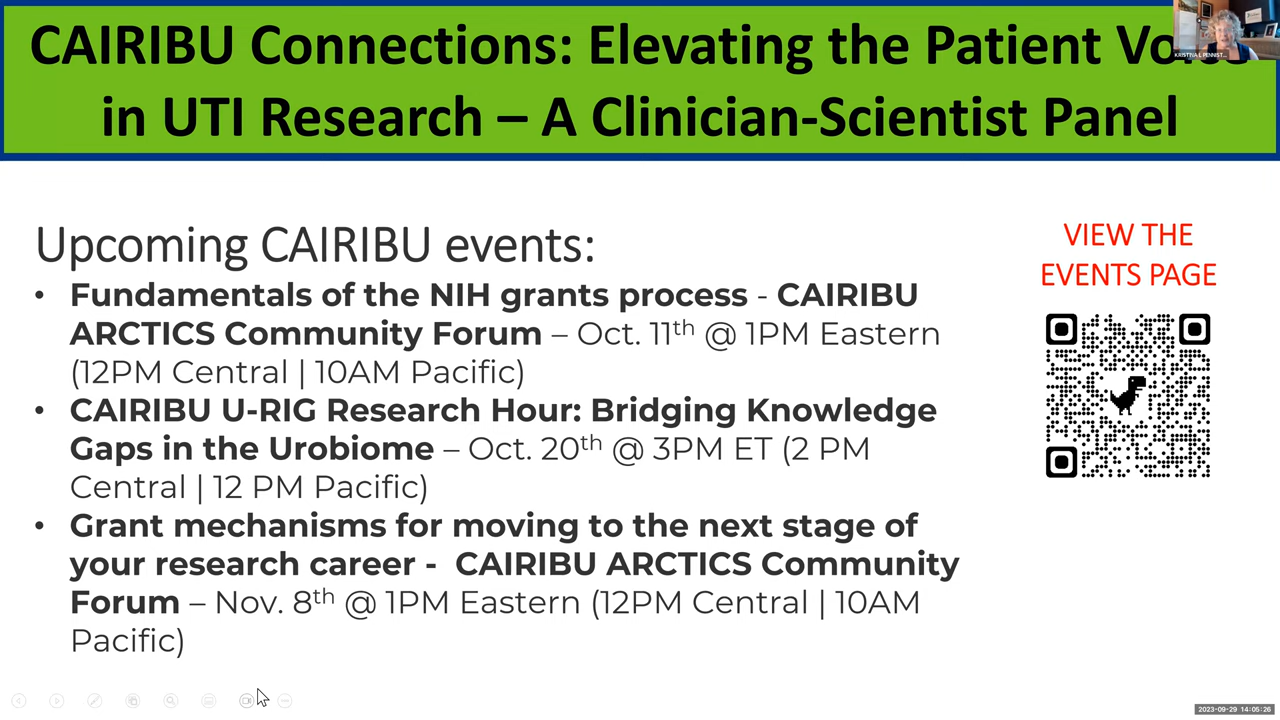 CAIRIBU Connections: Elevating the Patient
in UTI Research – A Clinician-Scientist Panel
Upcoming CAIRIBU events:
• Fundamentals of the NIH grants process - CAIRIBU
ARCTICS Community Forum – Oct. 11th @ 1PM Eastern
(12PM Central | 10AM Pacific)
• CAIRIBU U-RIG Research Hour: Bridging Knowledge
Gaps in the Urobiome – Oct. 20th @ 3PM ET (2 PM
Central | 12 PM Pacific)
• Grant mechanisms for moving to the next stage of
your research career - CAIRIBU ARCTICS Community
Forum – Nov. 8th @ 1PM Eastern (12PM Central | 10AM
Pacific)
VIEW THE
EVENTS PAGE
2023-09-29 14:05:26